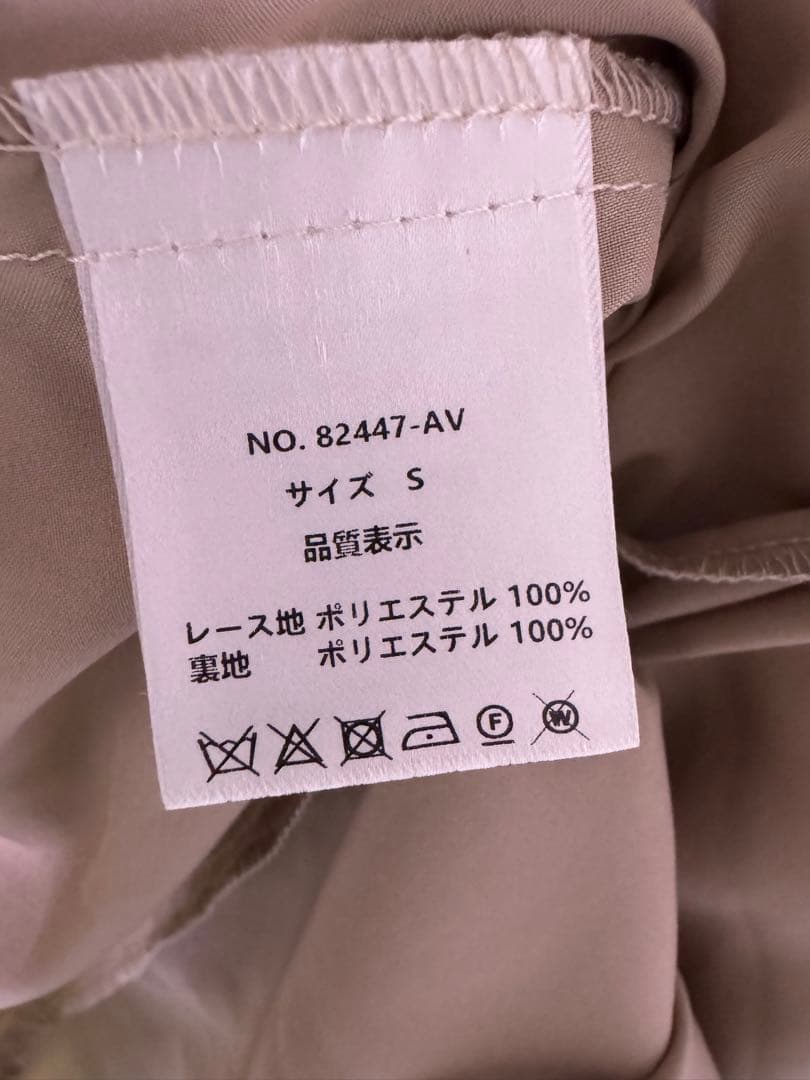 NO. 82447-AV
サイズ S
品質表示
レース地 ポリエステル 100%
裏地 ポリエステル 100%
F W